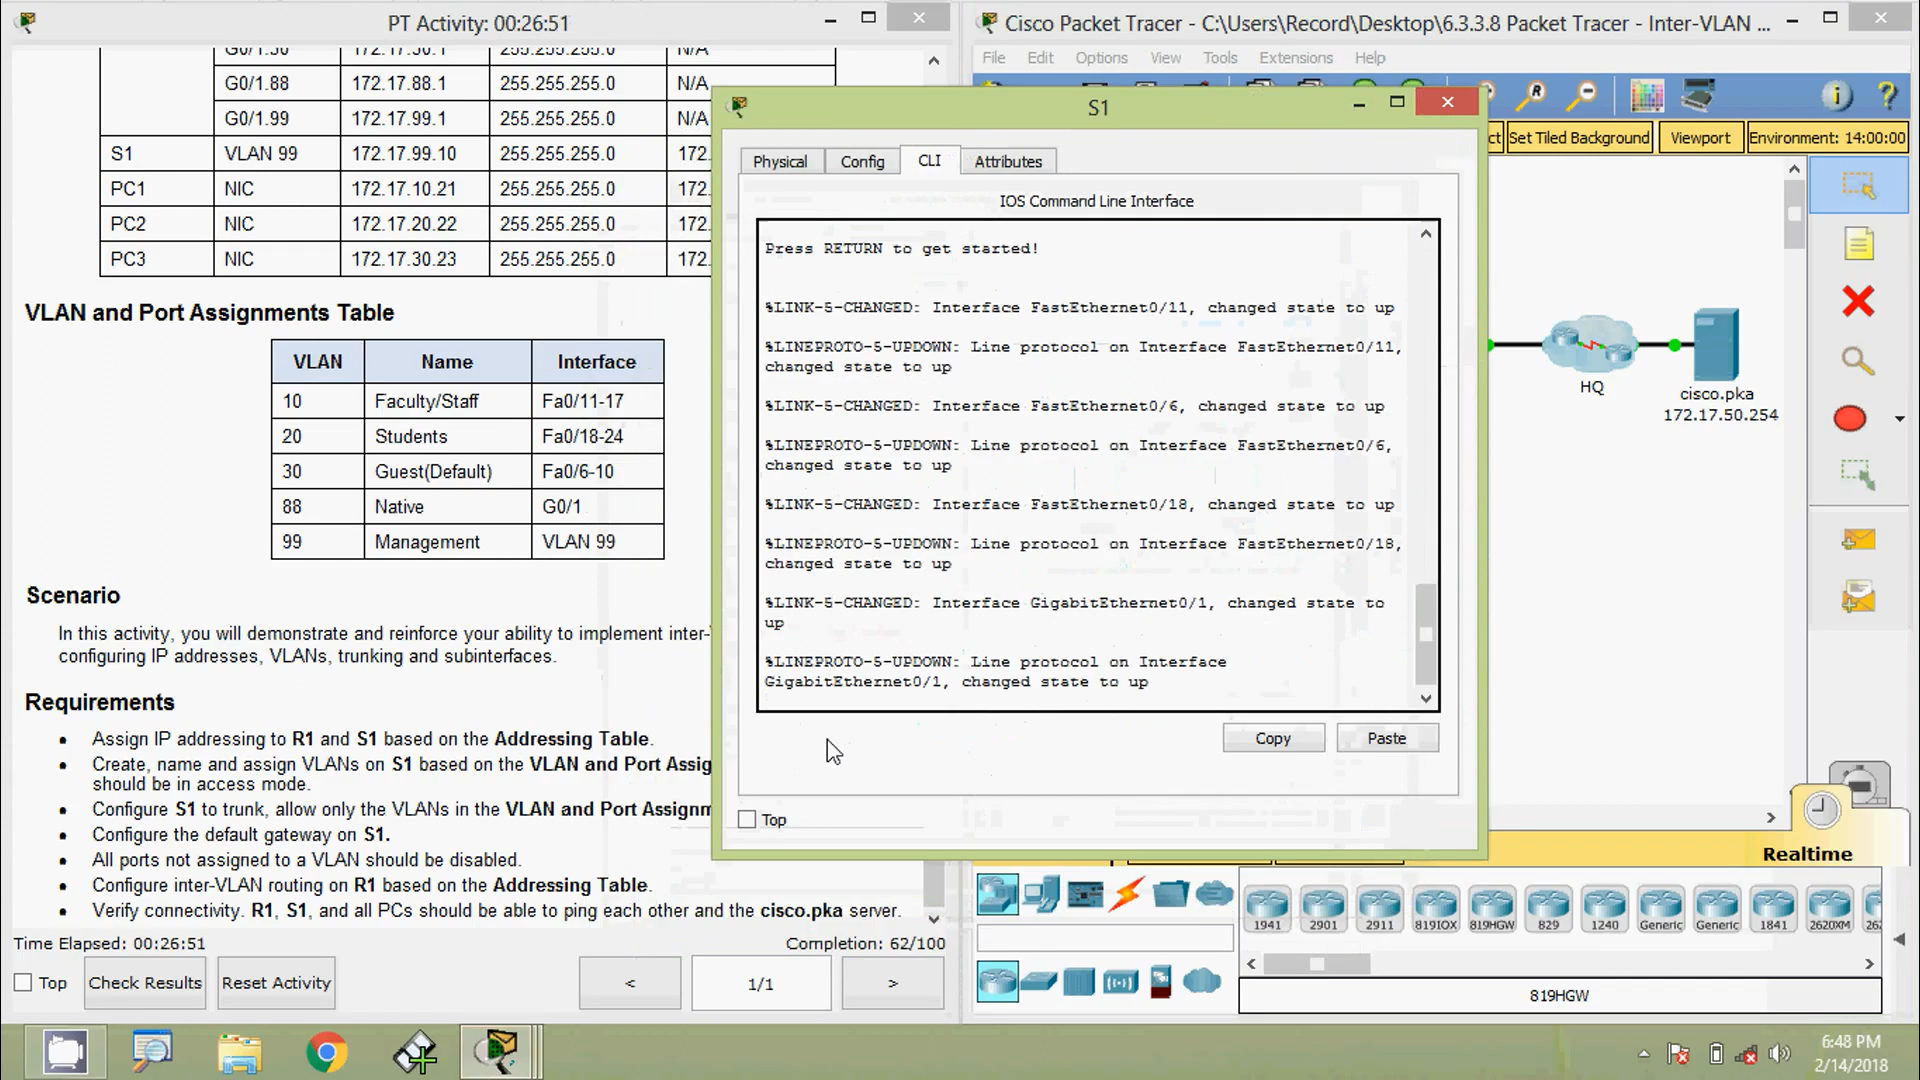 PT Activity: 00:26:51
G0/1.30 172.17.30.1 255.255.255.0 N/A
G0/1.88 172.17.88.1 255.255.255.0 N/A
G0/1.99 172.17.99.1 255.255.255.0 N/A
S1 VLAN 99 172.17.99.10 255.255.255.0 172.
PC1 NIC 172.17.10.21 255.255.255.0 172.
PC2 NIC 172.17.20.22 255.255.255.0 172.
PC3 NIC 172.17.30.23 255.255.255.0 172.
VLAN and Port Assignments Table
VLAN Name Interface
10 Faculty/Staff Fa0/11-17
20 Students Fa0/18-24
30 Guest(Default) Fa0/6-10
88 Native G0/1
99 Management VLAN 99
Scenario
In this activity, you will demonstrate and reinforce your ability to implement inter-
configuring IP addresses, VLANs, trunking and subinterfaces.
Requirements
• Assign IP addressing to R1 and S1 based on the Addressing Table.
• Create, name and assign VLANs on S1 based on the VLAN and Port Assig
should be in access mode.
• Configure S1 to trunk, allow only the VLANs in the VLAN and Port Assignm
• Configure the default gateway on S1.
• All ports not assigned to a VLAN should be disabled.
• Configure inter-VLAN routing on R1 based on the Addressing Table.
• Verify connectivity. R1, S1, and all PCs should be able to ping each other and the cisco.pka server.
Time Elapsed: 00:26:51 Completion: 62/100
Top Check Results Reset Activity < 1/1 >
Cisco Packet Tracer - C:\Users\Record\Desktop\6.3.3.8 Packet Tracer - Inter-VLAN ...
File Edit Options View Tools Extensions Help
ct Set Tiled Background Viewport Environment: 14:00:00
S1
Physical Config CLI Attributes
IOS Command Line Interface
Press RETURN to get started!
%LINK-5-CHANGED: Interface FastEthernet0/11, changed state to up
%LINEPROTO-5-UPDOWN: Line protocol on Interface FastEthernet0/11,
changed state to up
%LINK-5-CHANGED: Interface FastEthernet0/6, changed state to up
%LINEPROTO-5-UPDOWN: Line protocol on Interface FastEthernet0/6,
changed state to up
%LINK-5-CHANGED: Interface FastEthernet0/18, changed state to up
%LINEPROTO-5-UPDOWN: Line protocol on Interface FastEthernet0/18,
changed state to up
%LINK-5-CHANGED: Interface GigabitEthernet0/1, changed state to
up
%LINEPROTO-5-UPDOWN: Line protocol on Interface
GigabitEthernet0/1, changed state to up
Copy Paste
Top
HQ
cisco.pka
172.17.50.254
Realtime
1941 2901 2911 819IOX 819HGW 829 1240 Generic Generic 1841 2620XM 262
819HGW
6:48 PM
2/14/2018